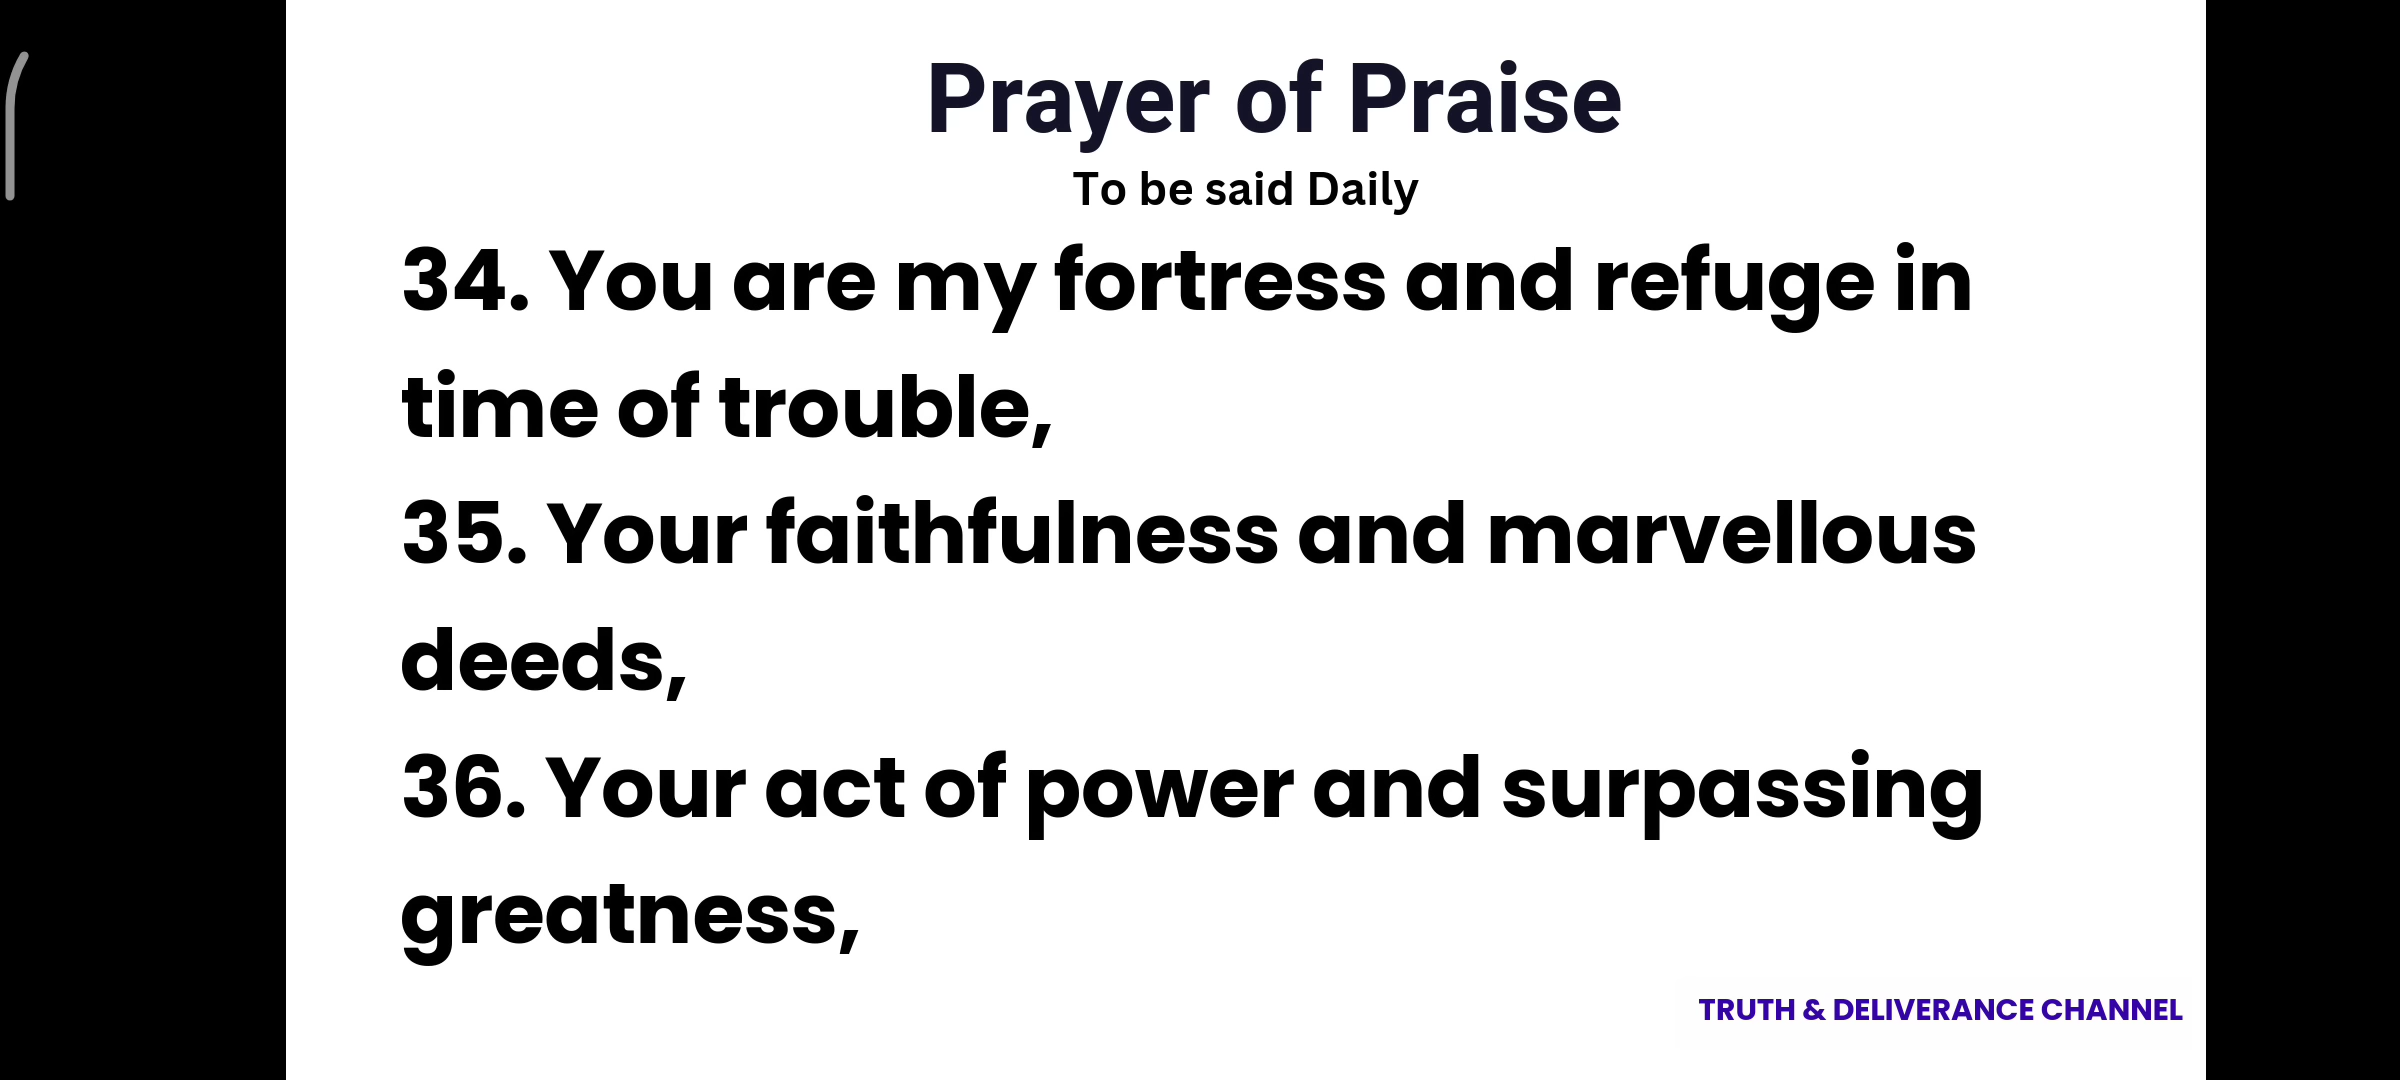 Prayer of Praise
To be said Daily
34. You are my fortress and refuge in
time of trouble,
35. Your faithfulness and marvellous
deeds,
36. Your act of power and surpassing
greatness,
TRUTH & DELIVERANCE CHANNEL